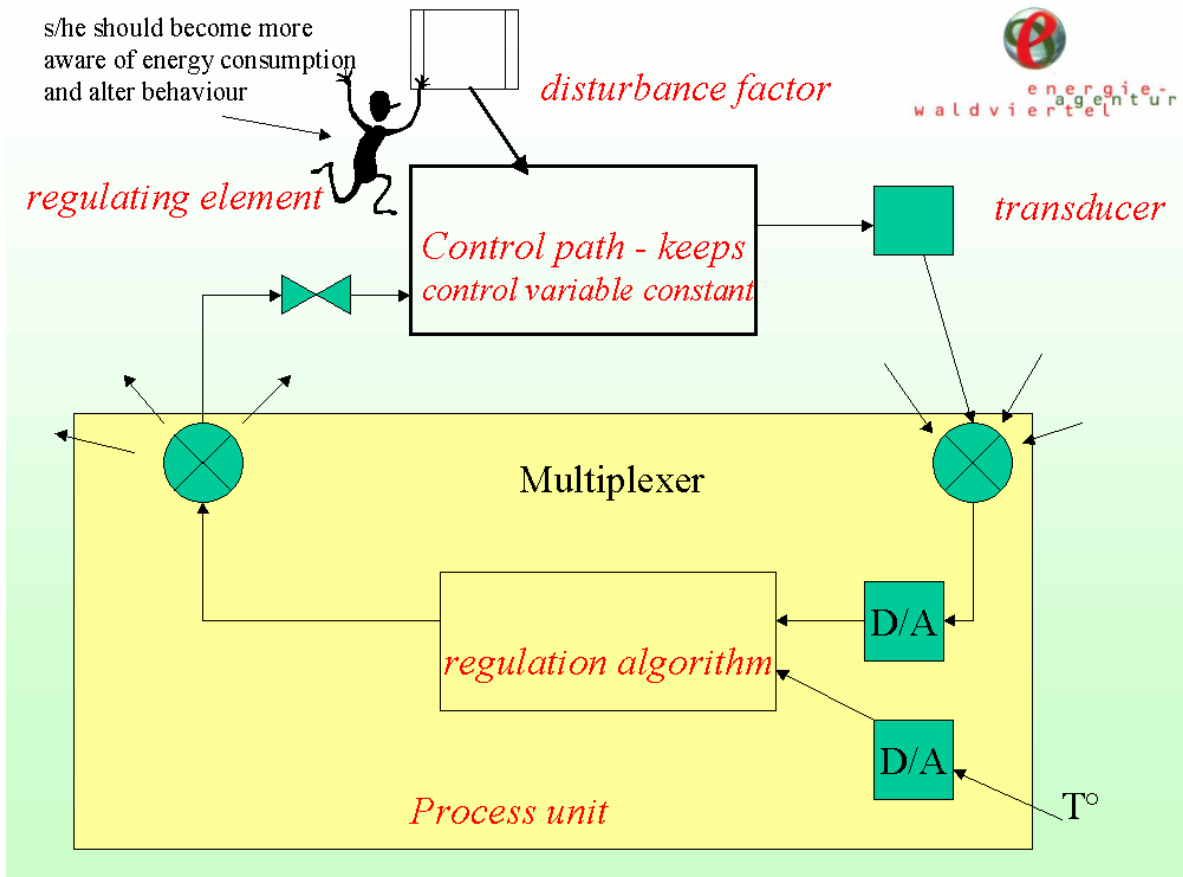 s/he should become more
aware of energy consumption
and alter behaviour
disturbance factor
energie-
agentur
waldviertel
regulating element
transducer
Control path - keeps
control variable constant
Multiplexer
D/A
regulation algorithm
D/A
Process unit
T°